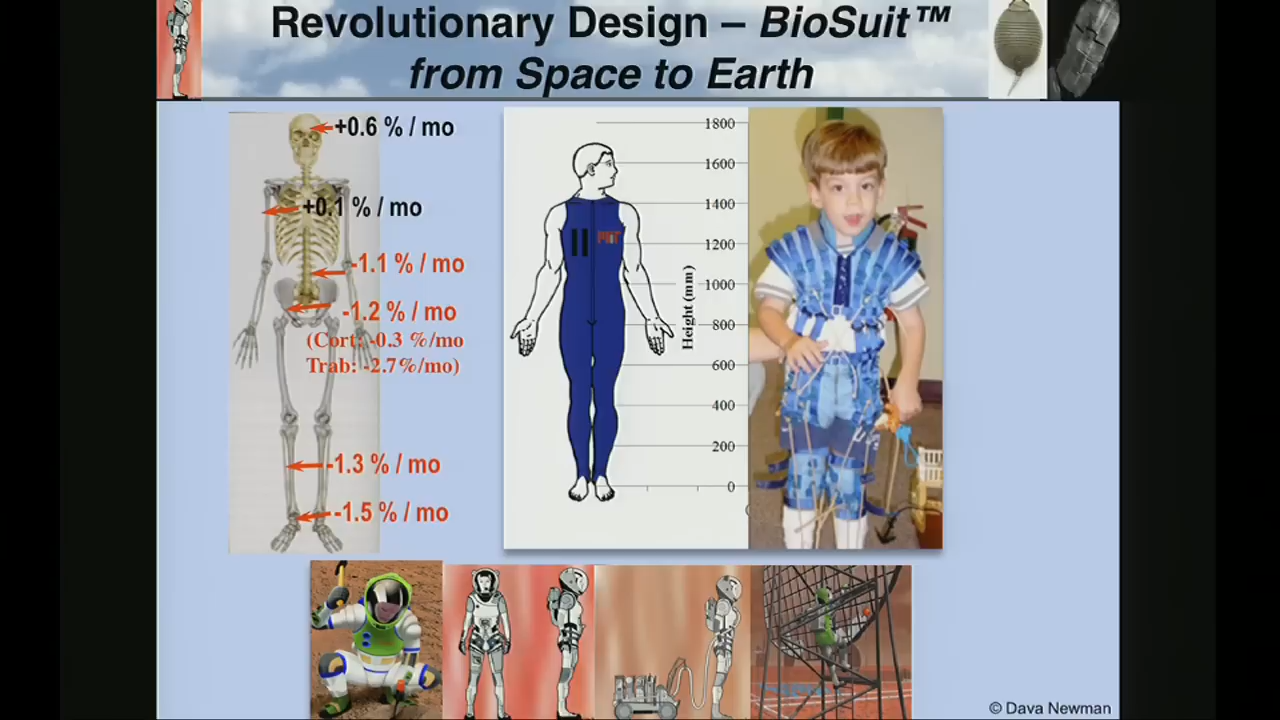 Revolutionary Design – BioSuit™
from Space to Earth
+0.6 % / mo
+0.1 % / mo
-1.1 % / mo
-1.2 % / mo
(Cort: -0.3 %/mo
Trab: -2.7%/mo)
-1.3 % / mo
-1.5 % / mo
1800
1600
1400
1200
1000
800
600
400
200
0
Height (mm)
MIT
© Dava Newman